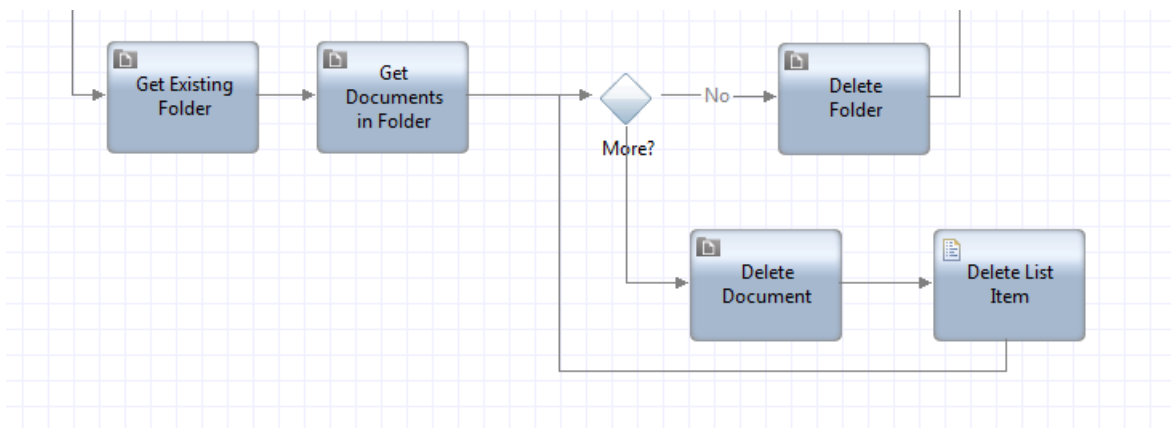 Get Existing
Folder
Get
Documents
in Folder
More?
No
Delete
Folder
Delete
Document
Delete List
Item